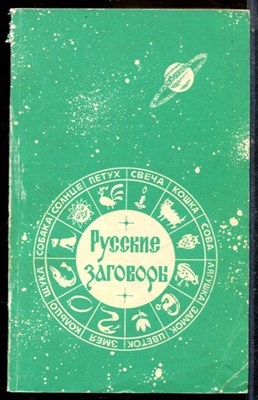 ПЕТУХ
СВЕЧА
КОШКА
СОВА
ЛЯГУШКА
ЗАМОК
ЦВЕТОК
ЗМЕЯ
КОЛЬЦО
ЩУКА
СОБАКА
СОЛНЦЕ
Русские
ЗАГОВОРЫ